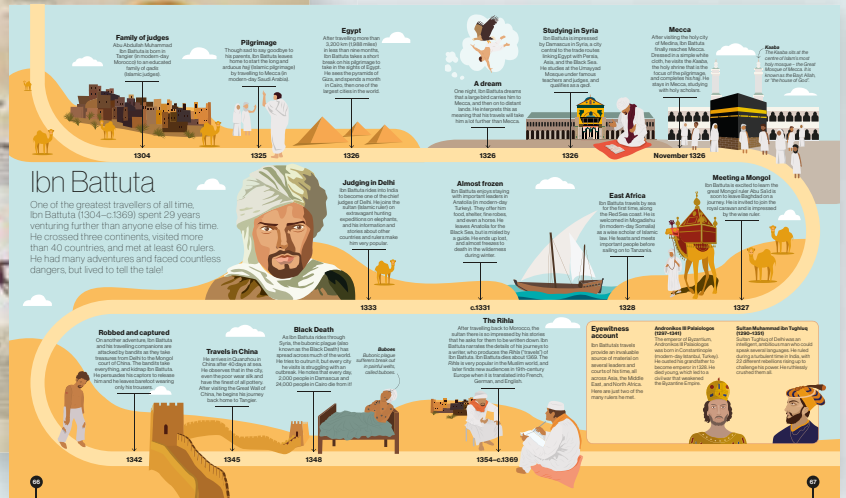 Family of judges
Abu Abdullah Muhammad
Ibn Battuta is born in
Tangier (in modern-day
Morocco) to an educated
family of qadis
(Islamic judges).
1304
Pilgrimage
Though sad to say goodbye to
his parents, Ibn Battuta leaves
home to start the long and
arduous hajj (Islamic pilgrimage)
by travelling to Mecca (in
modern-day Saudi Arabia).
1325
Egypt
After travelling more than
3,200 km (1,988 miles)
in less than nine months,
Ibn Battuta takes a short
break on his pilgrimage to
take in the sights of Egypt.
He sees the pyramids of
Giza, and spends a month
in Cairo, then one of the
largest cities in the world.
1326
A dream
One night, Ibn Battuta dreams
that a large bird carries him to
Mecca, and then on to distant
lands. He interprets this as
meaning that his travels will take
him a lot further than Mecca.
1326
Studying in Syria
Ibn Battuta is impressed
by Damascus in Syria, a city
central to the trade routes
linking Egypt with Persia,
Asia, and the Black Sea.
He studies at the Umayyad
Mosque under famous
teachers and judges, and
qualifies as a qadi.
1326
Mecca
After visiting the holy city
of Medina, Ibn Battuta
finally reaches Mecca.
Dressed in a simple white
cloth, he visits the Kaaba,
the holy shrine that is the
focus of the pilgrimage,
and completes his hajj. He
stays in Mecca, studying
with holy scholars.
November 1326
Kaaba
The Kaaba sits at the
centre of Islam's most
holy mosque – the Great
Mosque of Mecca. It is
known as the Bayt Allah,
or "the house of God".
Ibn Battuta
One of the greatest travellers of all time,
Ibn Battuta (1304–c.1369) spent 29 years
venturing further than anyone else of his time.
He crossed three continents, visited more
than 40 countries, and met at least 60 rulers.
He had many adventures and faced countless
dangers, but lived to tell the tale!
Judging in Delhi
Ibn Battuta rides into India
to become one of the chief
judges of Delhi. He joins the
sultan (Islamic ruler) on
extravagant hunting
expeditions on elephants,
and his information and
stories about other
countries and rulers make
him very popular.
1333
Almost frozen
Ibn Battuta enjoys staying
with important leaders in
Anatolia (in modern-day
Turkey). They offer him
food, shelter, fine robes,
and even a horse. He
leaves Anatolia for the
Black Sea, but is misled by
a guide. He ends up lost,
and almost freezes to
death in the wilderness
during winter.
c.1331
East Africa
Ibn Battuta travels by sea
for the first time, along
the Red Sea coast. He is
welcomed in Mogadishu
(in modern-day Somalia)
as a wise scholar of Islamic
law. He learns and meets
important people before
sailing on to Tanzania.
1328
Meeting a Mongol
Ibn Battuta is excited to learn the
great Mongol ruler Abu Sa'id is
soon to leave Baghdad on a
journey. He is invited to join the
royal caravan and is impressed
by the wise ruler.
1327
Robbed and captured
On another adventure, Ibn Battuta
and his travelling companions are
attacked by bandits as they take
treasures from Delhi to the Mongol
court of China. The bandits take
everything, and kidnap Ibn Battuta.
He persuades his captors to release
him and he leaves barefoot wearing
only his trousers.
1342
Travels in China
He arrives in Quanzhou in
China after 40 days at sea.
He observes that in the city,
even the poor wear silk and
have the finest of all pottery.
After visiting the Great Wall of
China, he begins his journey
back home to Tangier.
1345
Black Death
As Ibn Battuta rides through
Syria, the bubonic plague (also
known as the Black Death) has
spread across much of the world.
He tries to outrun it, but every city
he visits is struggling with an
outbreak. He notes that every day,
2,000 people in Damascus and
24,000 people in Cairo die from it!
1348
Buboes
Bubonic plague
sufferers break out
in painful welts,
called buboes.
The Rihla
After travelling back to Morocco, the
sultan there is so impressed by his stories
that he asks for them to be written down. Ibn
Battuta narrates the details of his journeys to
a writer, who produces the Rihla ("travels") of
Ibn Battuta. Ibn Battuta dies around 1369. The
Rihla is very popular in the Muslim world, and
later finds new audiences in 19th-century
Europe when it is translated into French,
German, and English.
1354–c.1369
Eyewitness
account
Ibn Battuta's travels
provide an invaluable
source of material on
several leaders and
courts of his time, all
across Asia, the Middle
East, and North Africa.
Here are just two of the
many rulers he met.
Andronikos III Palaiologos
(1297–1341)
The emperor of Byzantium,
Andronikos III Palaiologos
was born in Constantinople
(modern-day Istanbul, Turkey).
He ousted his grandfather to
become emperor in 1328. He
died young, which led to a
civil war that weakened
the Byzantine Empire.
Sultan Muhammad ibn Tughluq
(1290–1351)
Sultan Tughluq of Delhi was an
intelligent, ambitious man who could
speak several languages. He ruled
during a turbulent time in India, with
22 different rebellions rising up to
challenge his power. He ruthlessly
crushed them all.
66
67